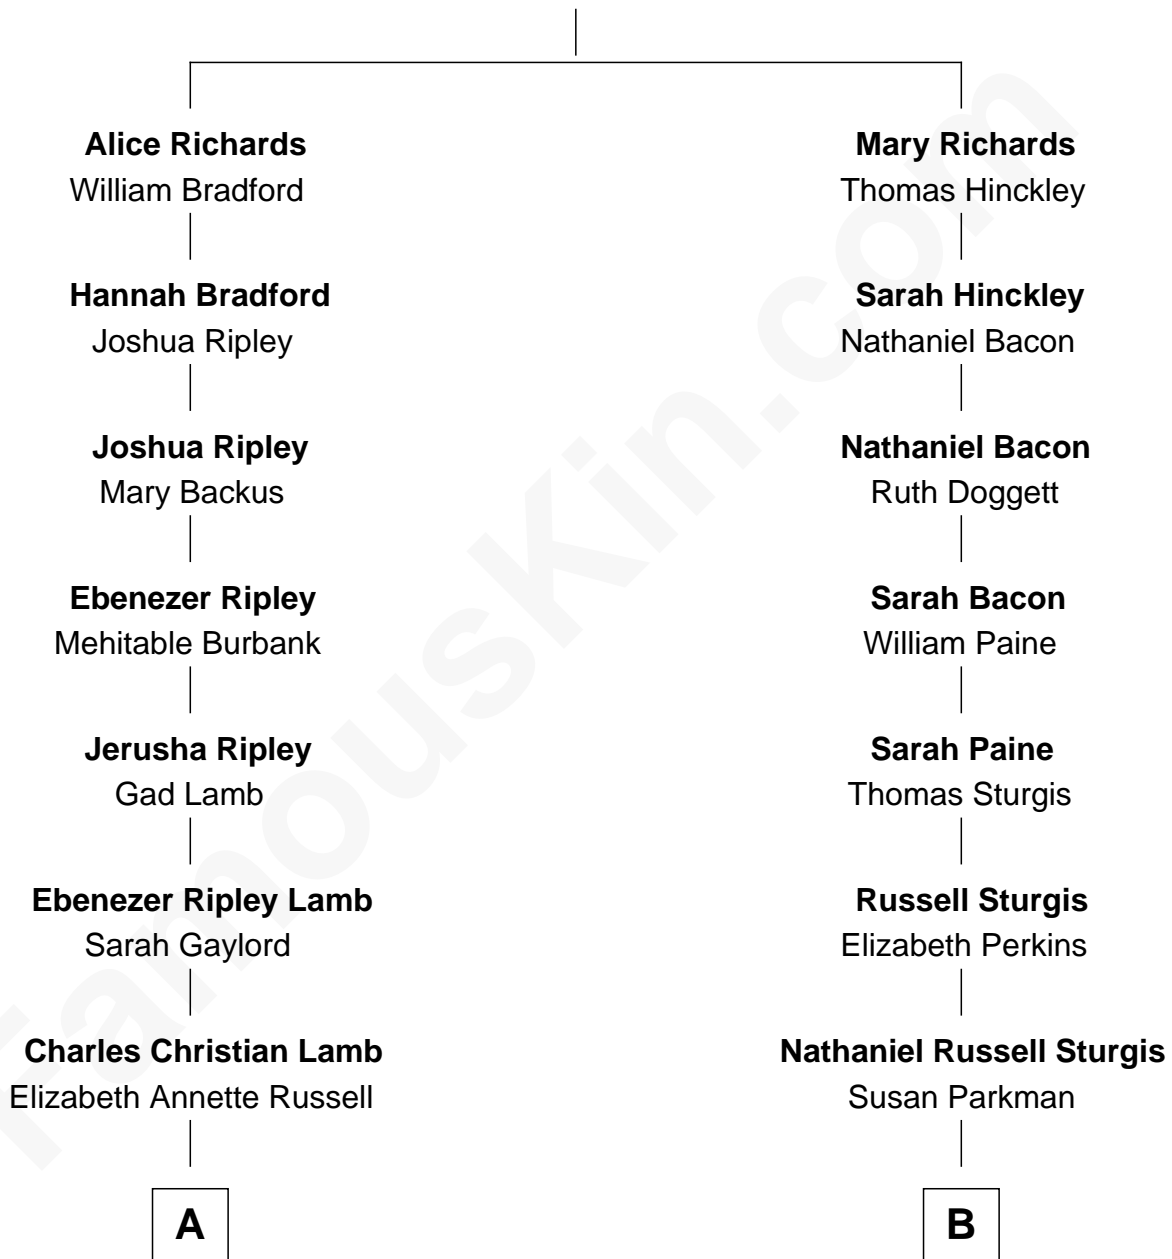 Alice Richards
William Bradford
Hannah Bradford
Joshua Ripley
Joshua Ripley
Mary Backus
Ebenezer Ripley
Mehitable Burbank
Jerusha Ripley
Gad Lamb
Ebenezer Ripley Lamb
Sarah Gaylord
Charles Christian Lamb
Elizabeth Annette Russell
A
Mary Richards
Thomas Hinckley
Sarah Hinckley
Nathaniel Bacon
Nathaniel Bacon
Ruth Doggett
Sarah Bacon
William Paine
Sarah Paine
Thomas Sturgis
Russell Sturgis
Elizabeth Perkins
Nathaniel Russell Sturgis
Susan Parkman
B
FamousKin.com